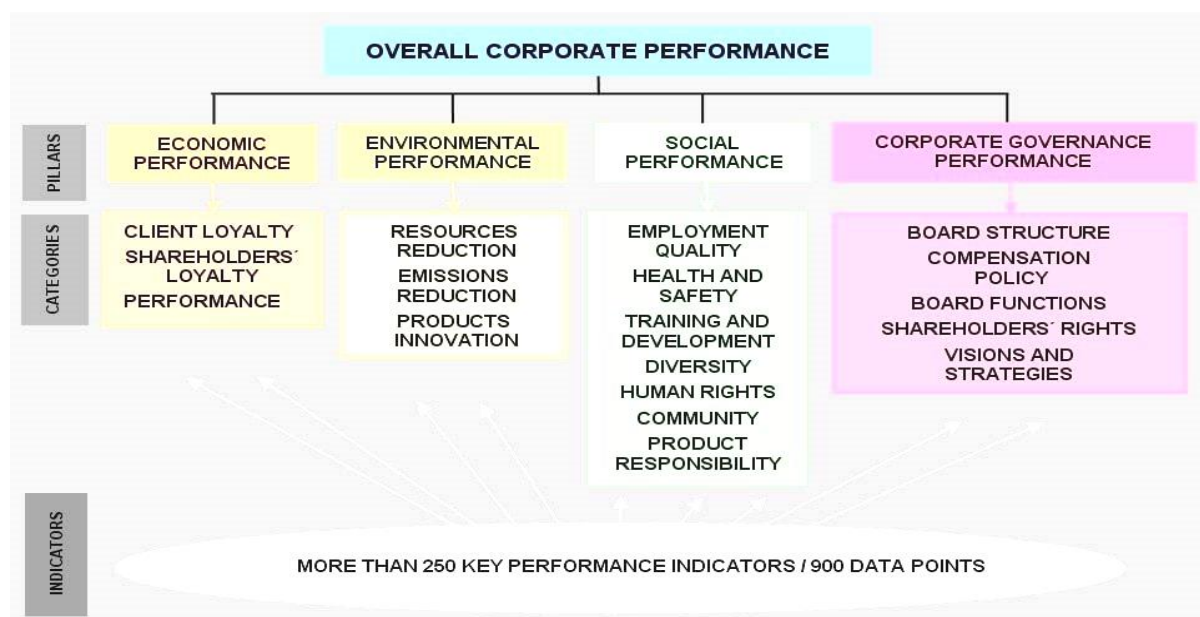 OVERALL CORPORATE PERFORMANCE
PILLARS
ECONOMIC
PERFORMANCE
ENVIRONMENTAL
PERFORMANCE
SOCIAL
PERFORMANCE
CORPORATE GOVERNANCE
PERFORMANCE
CATEGORIES
CLIENT LOYALTY
SHAREHOLDERS´
LOYALTY
PERFORMANCE
RESOURCES
REDUCTION
EMISSIONS
REDUCTION
PRODUCTS
INNOVATION
EMPLOYMENT
QUALITY
HEALTH AND
SAFETY
TRAINING AND
DEVELOPMENT
DIVERSITY
HUMAN RIGHTS
COMMUNITY
PRODUCT
RESPONSIBILITY
BOARD STRUCTURE
COMPENSATION
POLICY
BOARD FUNCTIONS
SHAREHOLDERS´ RIGHTS
VISIONS AND
STRATEGIES
INDICATORS
MORE THAN 250 KEY PERFORMANCE INDICATORS / 900 DATA POINTS